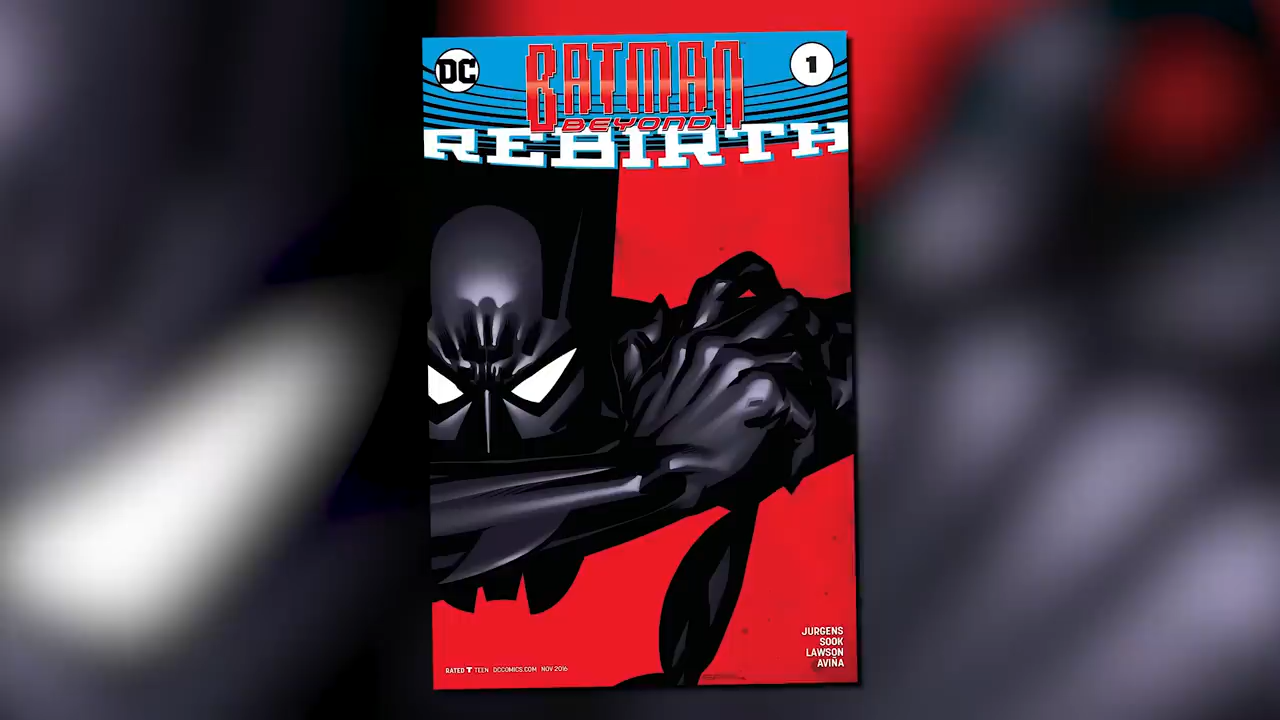 DC
BATMAN
BEYOND
1
REBIRTH
JURGENS
SOOK
LAWSON
AVIÑA
RATED T TEEN DCCOMICS.COM NOV 2016